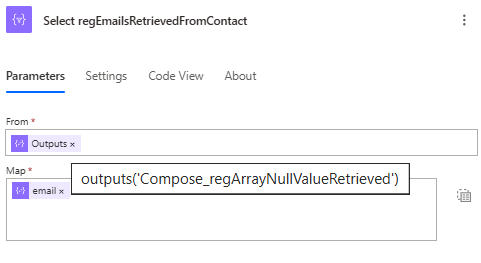 Select regEmailsRetrievedFromContact
Parameters Settings Code View About
From *
Outputs ×
Map *
outputs('Compose_regArrayNullValueRetrieved')
email ×